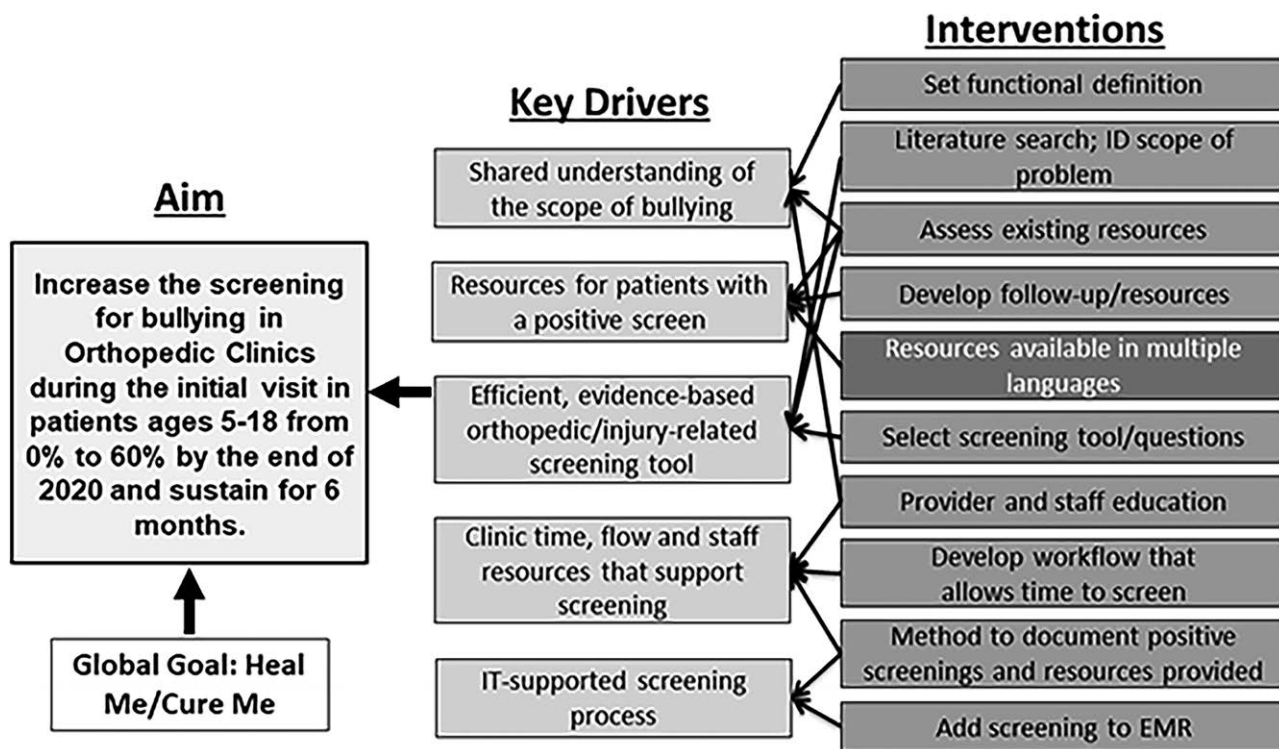 Aim
Increase the screening
for bullying in
Orthopedic Clinics
during the initial visit in
patients ages 5-18 from
0% to 60% by the end of
2020 and sustain for 6
months.
Global Goal: Heal
Me/Cure Me
Key Drivers
Shared understanding of
the scope of bullying
Resources for patients with
a positive screen
Efficient, evidence-based
orthopedic/injury-related
screening tool
Clinic time, flow and staff
resources that support
screening
IT-supported screening
process
Interventions
Set functional definition
Literature search; ID scope of
problem
Assess existing resources
Develop follow-up/resources
Resources available in multiple
languages
Select screening tool/questions
Provider and staff education
Develop workflow that
allows time to screen
Method to document positive
screenings and resources provided
Add screening to EMR